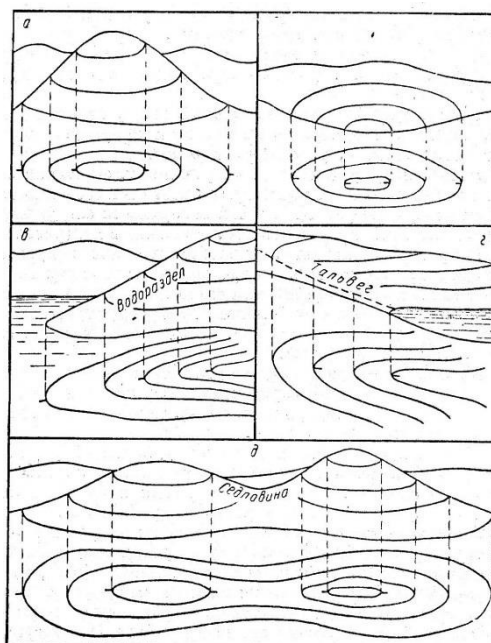 а
в
Водораздел
г
Тальвег
д
Седловина